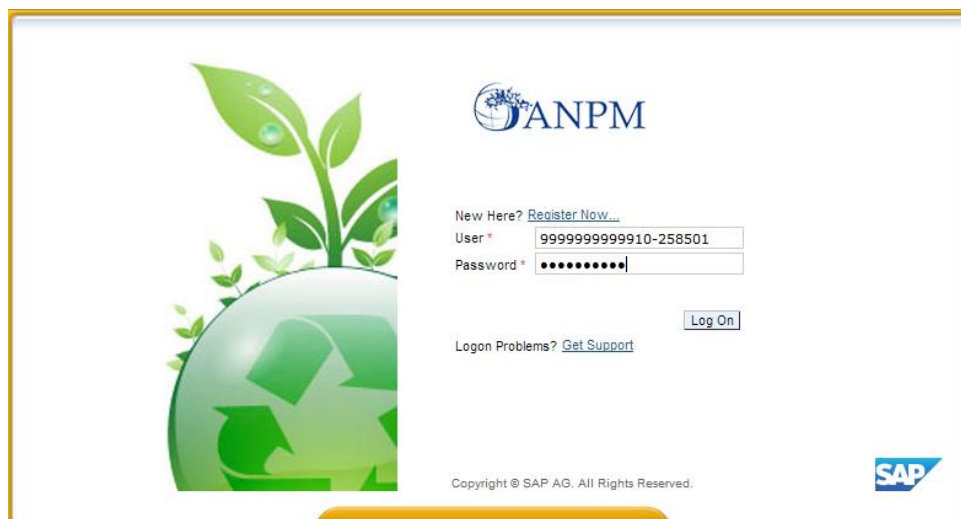 ANPM
New Here? Register Now...
User * 9999999999910-258501
Password * ●●●●●●●●●●
Log On
Logon Problems? Get Support
Copyright © SAP AG. All Rights Reserved.
SAP